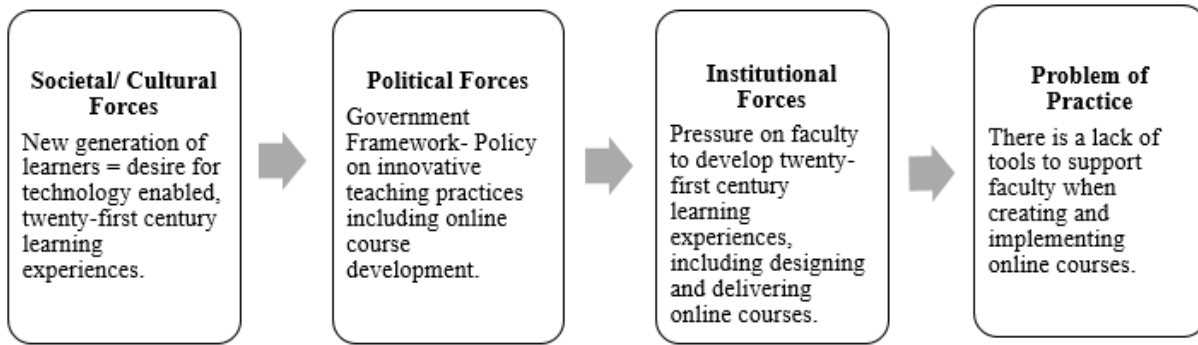 Societal/ Cultural
Forces
New generation of
learners = desire for
technology enabled,
twenty-first century
learning
experiences.
Political Forces
Government
Framework- Policy
on innovative
teaching practices
including online
course
development.
Institutional
Forces
Pressure on faculty
to develop twenty-
first century
learning
experiences,
including designing
and delivering
online courses.
Problem of
Practice
There is a lack of
tools to support
faculty when
creating and
implementing
online courses.